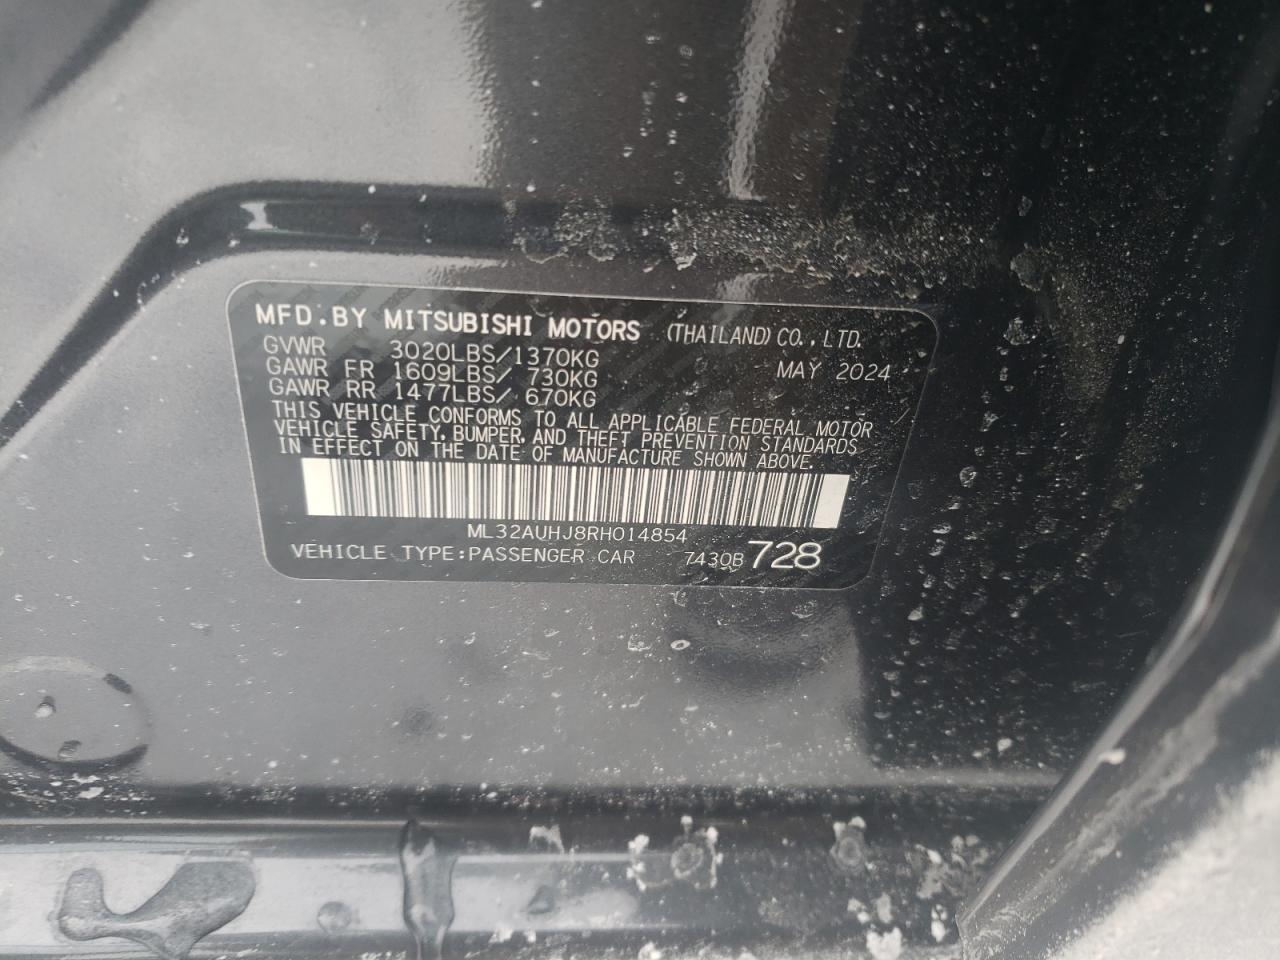 MFD.BY MITSUBISHI MOTORS (THAILAND) CO., LTD.
GVWR 3020LBS/1370KG
GAWR FR 1609LBS/ 730KG MAY 2024
GAWR RR 1477LBS/ 670KG
THIS VEHICLE CONFORMS TO ALL APPLICABLE FEDERAL MOTOR
VEHICLE SAFETY, BUMPER, AND THEFT PREVENTION STANDARDS
IN EFFECT ON THE DATE OF MANUFACTURE SHOWN ABOVE.
ML32AUHJ8RH014854
VEHICLE TYPE:PASSENGER CAR 7430B 728